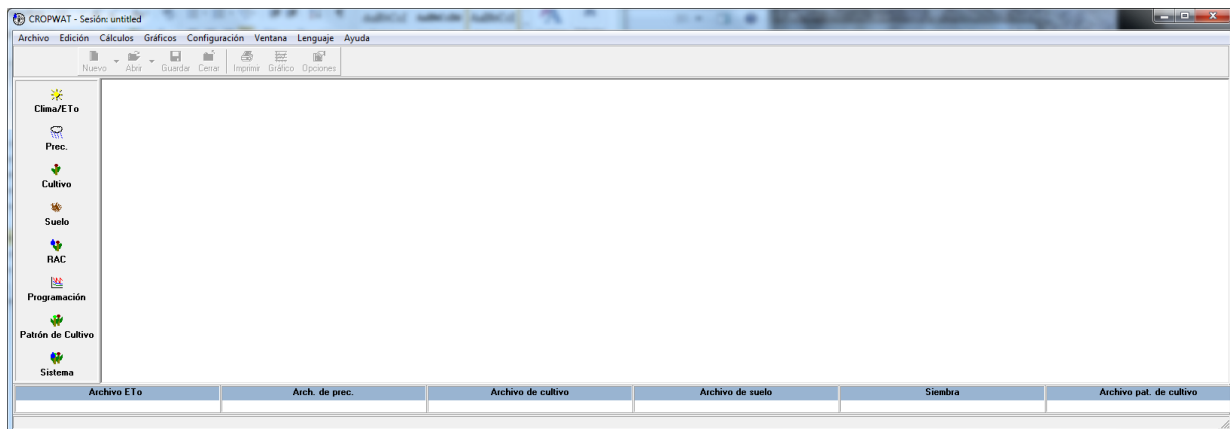 CROPWAT - Sesión: untitled
Archivo Edición Cálculos Gráficos Configuración Ventana Lenguaje Ayuda
Nuevo Abrir Guardar Cerrar Imprimir Gráfico Opciones
Clima/ETo
Prec.
Cultivo
Suelo
RAC
Programación
Patrón de Cultivo
Sistema
Archivo ETo Arch. de prec. Archivo de cultivo Archivo de suelo Siembra Archivo pat. de cultivo